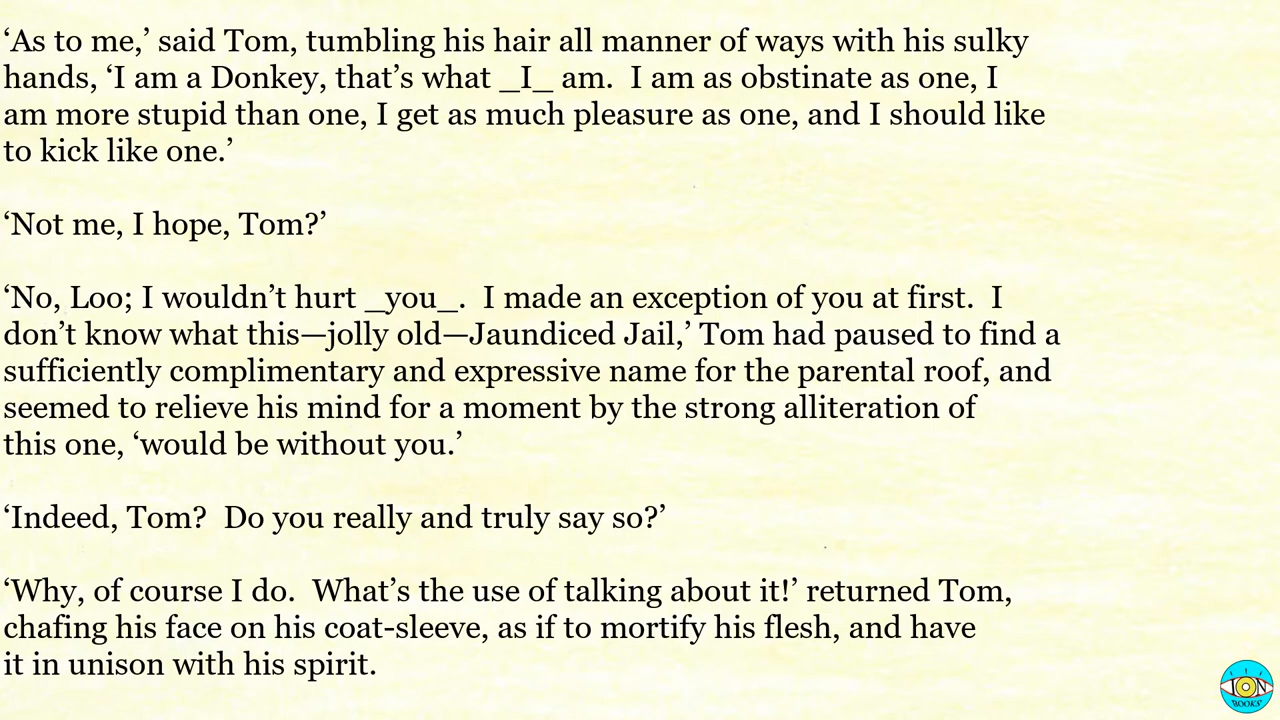 ‘As to me,’ said Tom, tumbling his hair all manner of ways with his sulky
hands, ‘I am a Donkey, that’s what _I_ am.  I am as obstinate as one, I
am more stupid than one, I get as much pleasure as one, and I should like
to kick like one.’
‘Not me, I hope, Tom?’
‘No, Loo; I wouldn’t hurt _you_.  I made an exception of you at first.  I
don’t know what this—jolly old—Jaundiced Jail,’ Tom had paused to find a
sufficiently complimentary and expressive name for the parental roof, and
seemed to relieve his mind for a moment by the strong alliteration of
this one, ‘would be without you.’
‘Indeed, Tom?  Do you really and truly say so?’
‘Why, of course I do.  What’s the use of talking about it!’ returned Tom,
chafing his face on his coat-sleeve, as if to mortify his flesh, and have
it in unison with his spirit.
ION
BOOKS